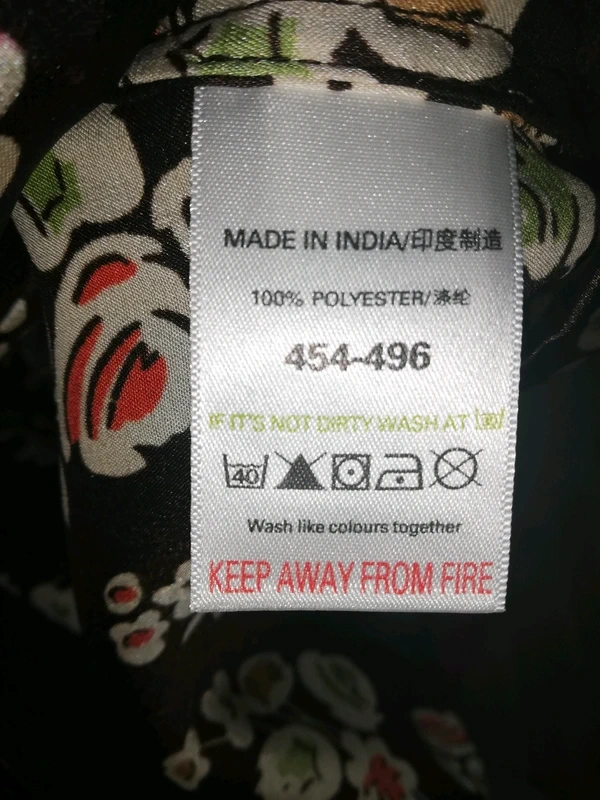 MADE IN INDIA/印度制造
100% POLYESTER/涤纶
454-496
IF IT'S NOT DIRTY WASH AT 30
40
Wash like colours together
KEEP AWAY FROM FIRE